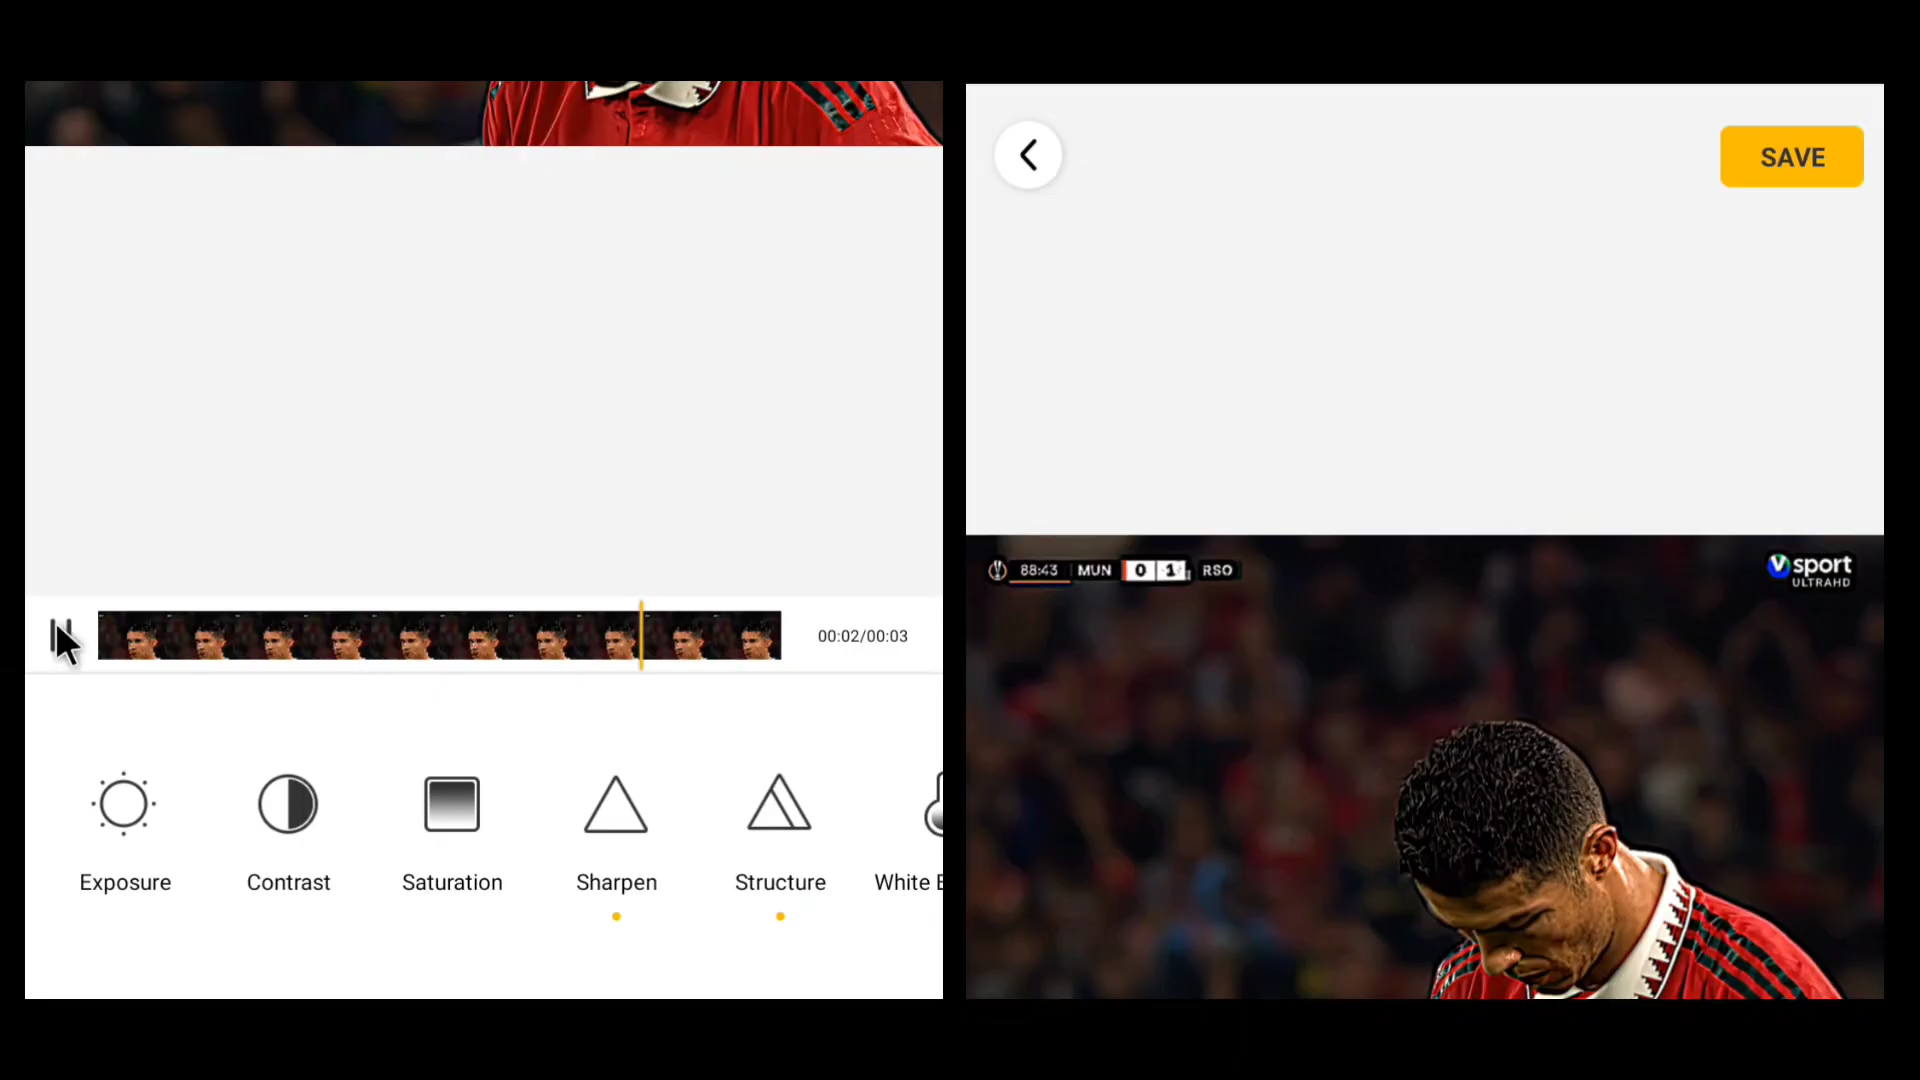 00:02/00:03
Exposure
Contrast
Saturation
Sharpen
Structure
White
SAVE
88:43 MUN 0 1 RSO
V sport
ULTRAHD